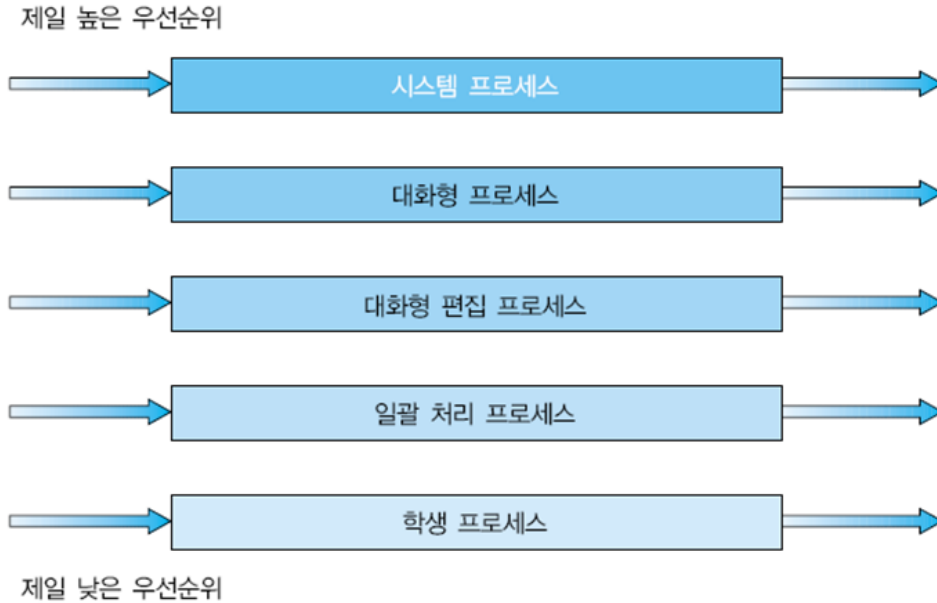 제일 높은 우선순위
시스템 프로세스
대화형 프로세스
대화형 편집 프로세스
일괄 처리 프로세스
학생 프로세스
제일 낮은 우선순위